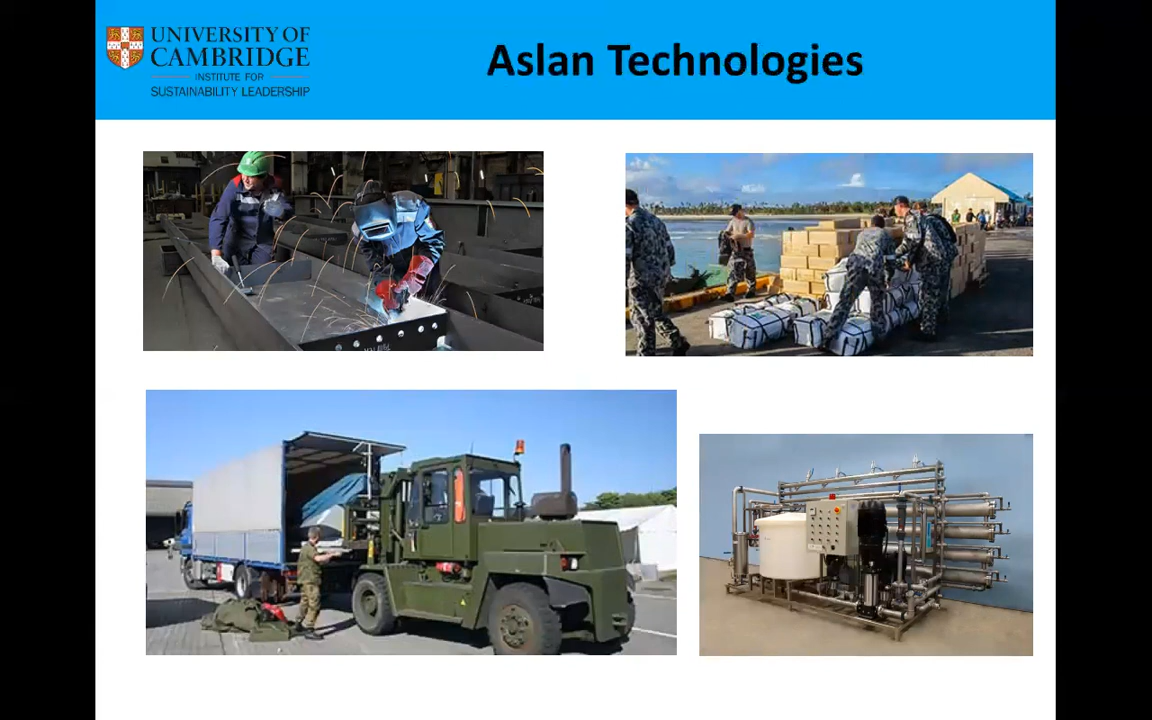 UNIVERSITY OF
CAMBRIDGE
INSTITUTE FOR
SUSTAINABILITY LEADERSHIP
Aslan Technologies